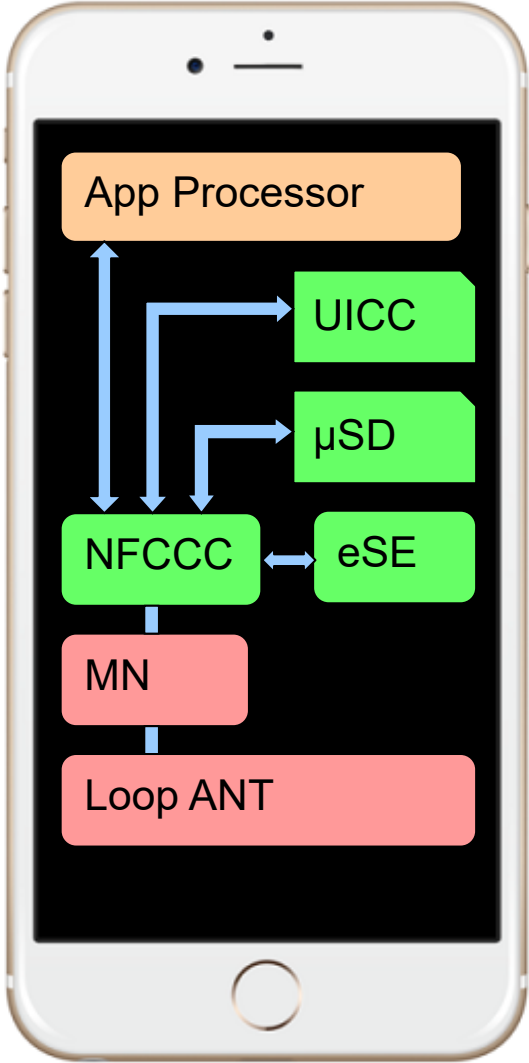 App Processor
UICC
µSD
NFCCC
eSE
MN
Loop ANT